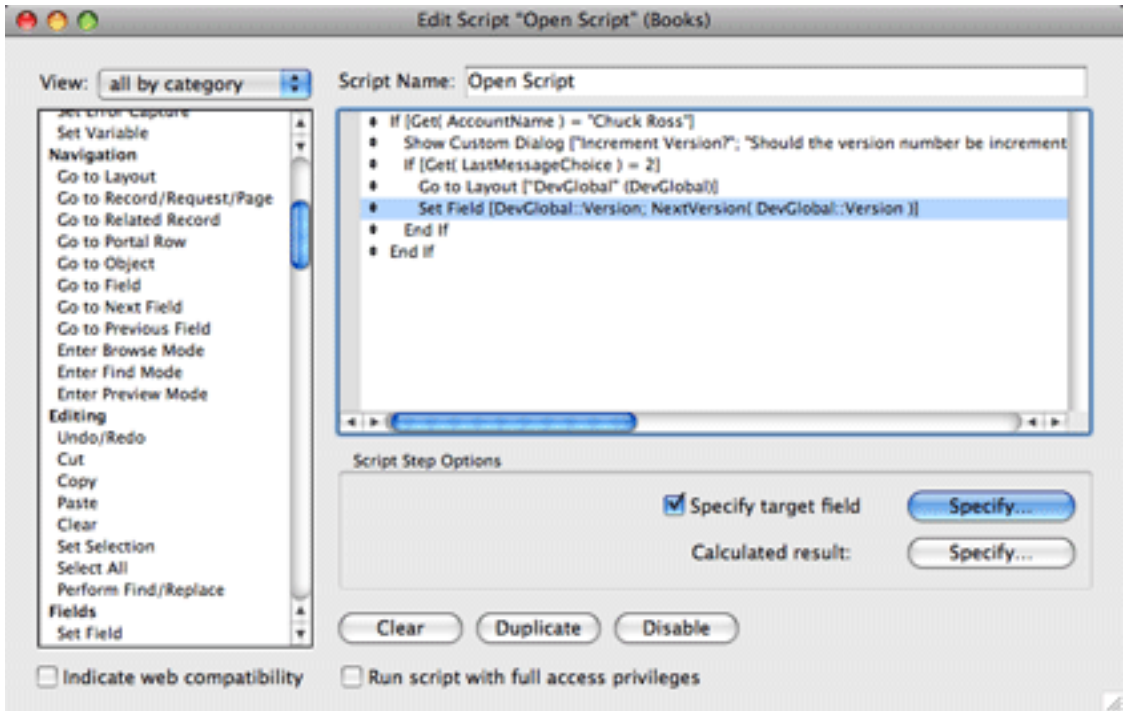 Edit Script "Open Script" (Books)
View: all by category
Script Name: Open Script
Set Error Capture
Set Variable
Navigation
Go to Layout
Go to Record/Request/Page
Go to Related Record
Go to Portal Row
Go to Object
Go to Field
Go to Next Field
Go to Previous Field
Enter Browse Mode
Enter Find Mode
Enter Preview Mode
Editing
Undo/Redo
Cut
Copy
Paste
Clear
Set Selection
Select All
Perform Find/Replace
Fields
Set Field
If [Get( AccountName ) = "Chuck Ross"]
Show Custom Dialog ["Increment Version?"; "Should the version number be increment
If [Get( LastMessageChoice ) = 2]
Go to Layout ["DevGlobal" (DevGlobal)]
Set Field [DevGlobal::Version; NextVersion( DevGlobal::Version )]
End If
End If
Script Step Options
Specify target field Specify...
Calculated result: Specify...
Clear Duplicate Disable
Indicate web compatibility
Run script with full access privileges